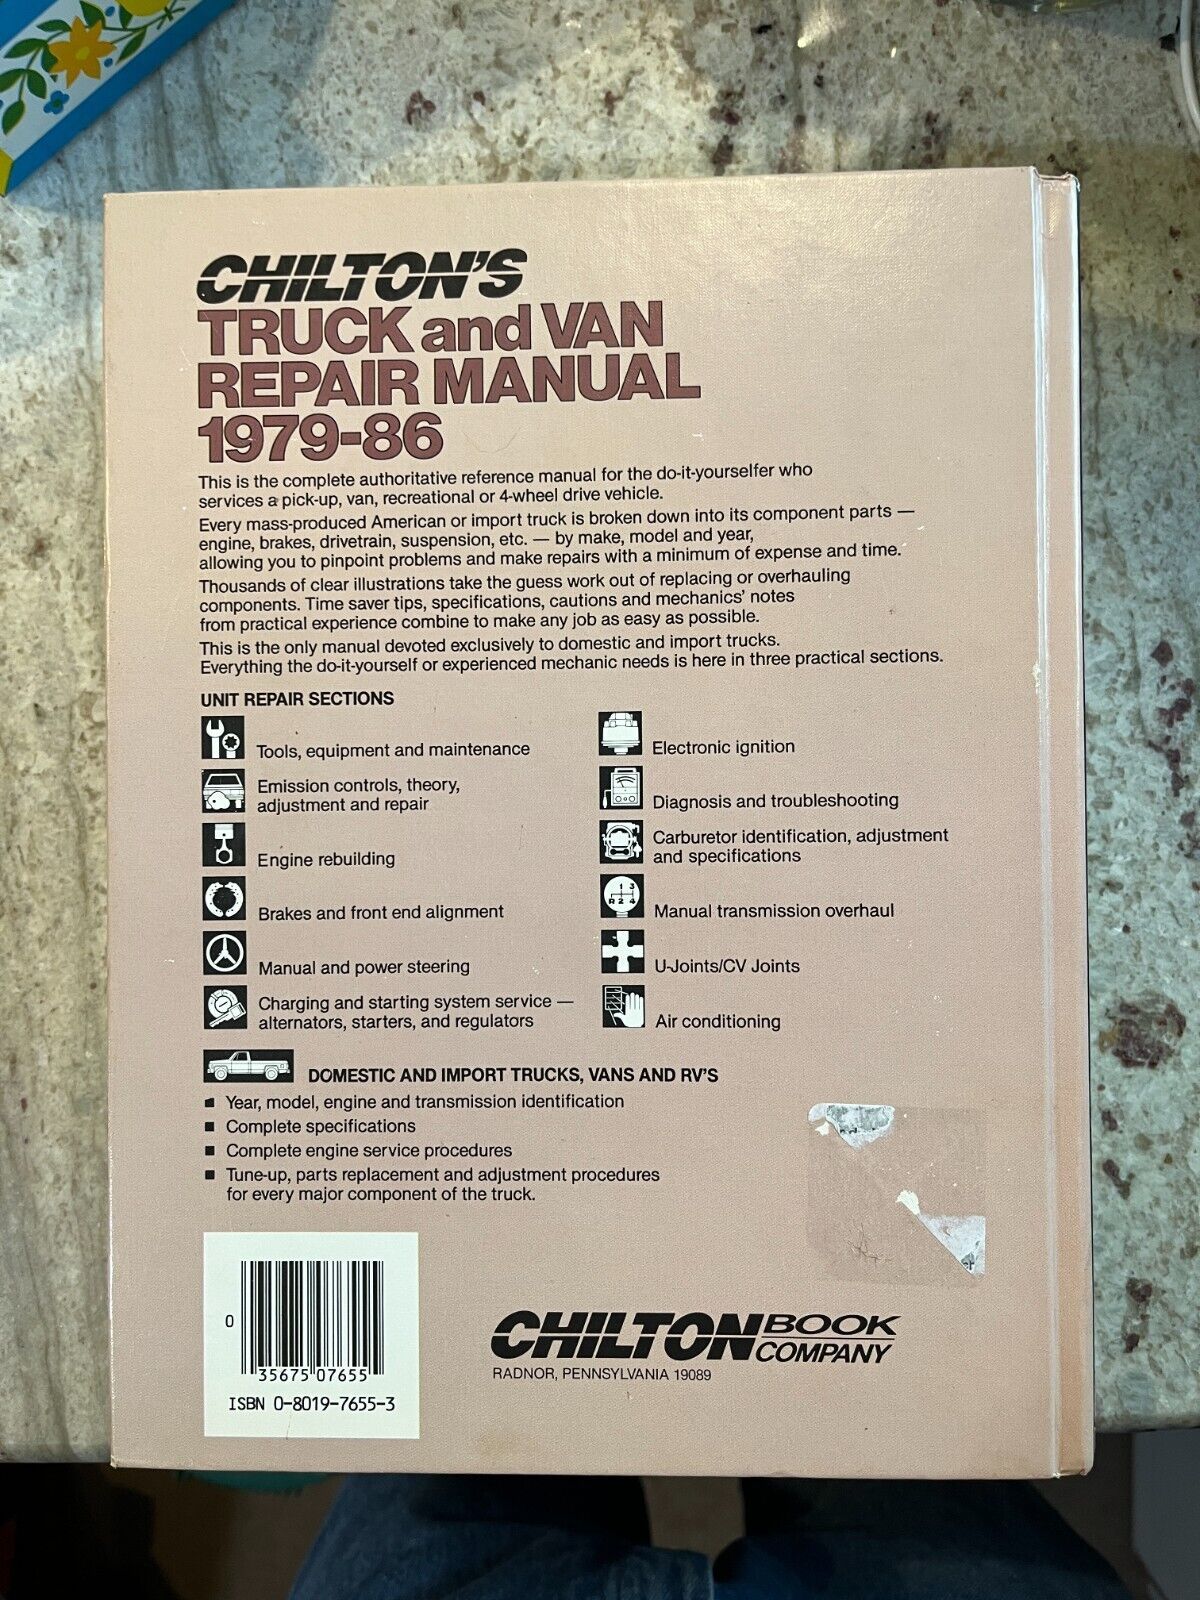 CHILTON'S
TRUCK and VAN
REPAIR MANUAL
1979-86
This is the complete authoritative reference manual for the do-it-yourselfer who
services a pick-up, van, recreational or 4-wheel drive vehicle.
Every mass-produced American or import truck is broken down into its component parts —
engine, brakes, drivetrain, suspension, etc. — by make, model and year,
allowing you to pinpoint problems and make repairs with a minimum of expense and time.
Thousands of clear illustrations take the guess work out of replacing or overhauling
components. Time saver tips, specifications, cautions and mechanics' notes
from practical experience combine to make any job as easy as possible.
This is the only manual devoted exclusively to domestic and import trucks.
Everything the do-it-yourself or experienced mechanic needs is here in three practical sections.
UNIT REPAIR SECTIONS
Tools, equipment and maintenance
Emission controls, theory,
adjustment and repair
Engine rebuilding
Brakes and front end alignment
Manual and power steering
Charging and starting system service —
alternators, starters, and regulators
Electronic ignition
Diagnosis and troubleshooting
Carburetor identification, adjustment
and specifications
1 3
R 2 4
Manual transmission overhaul
U-Joints/CV Joints
Air conditioning
DOMESTIC AND IMPORT TRUCKS, VANS AND RV'S
■ Year, model, engine and transmission identification
■ Complete specifications
■ Complete engine service procedures
■ Tune-up, parts replacement and adjustment procedures
for every major component of the truck.
0
35675 07655
ISBN 0-8019-7655-3
CHILTON BOOK
COMPANY
RADNOR, PENNSYLVANIA 19089